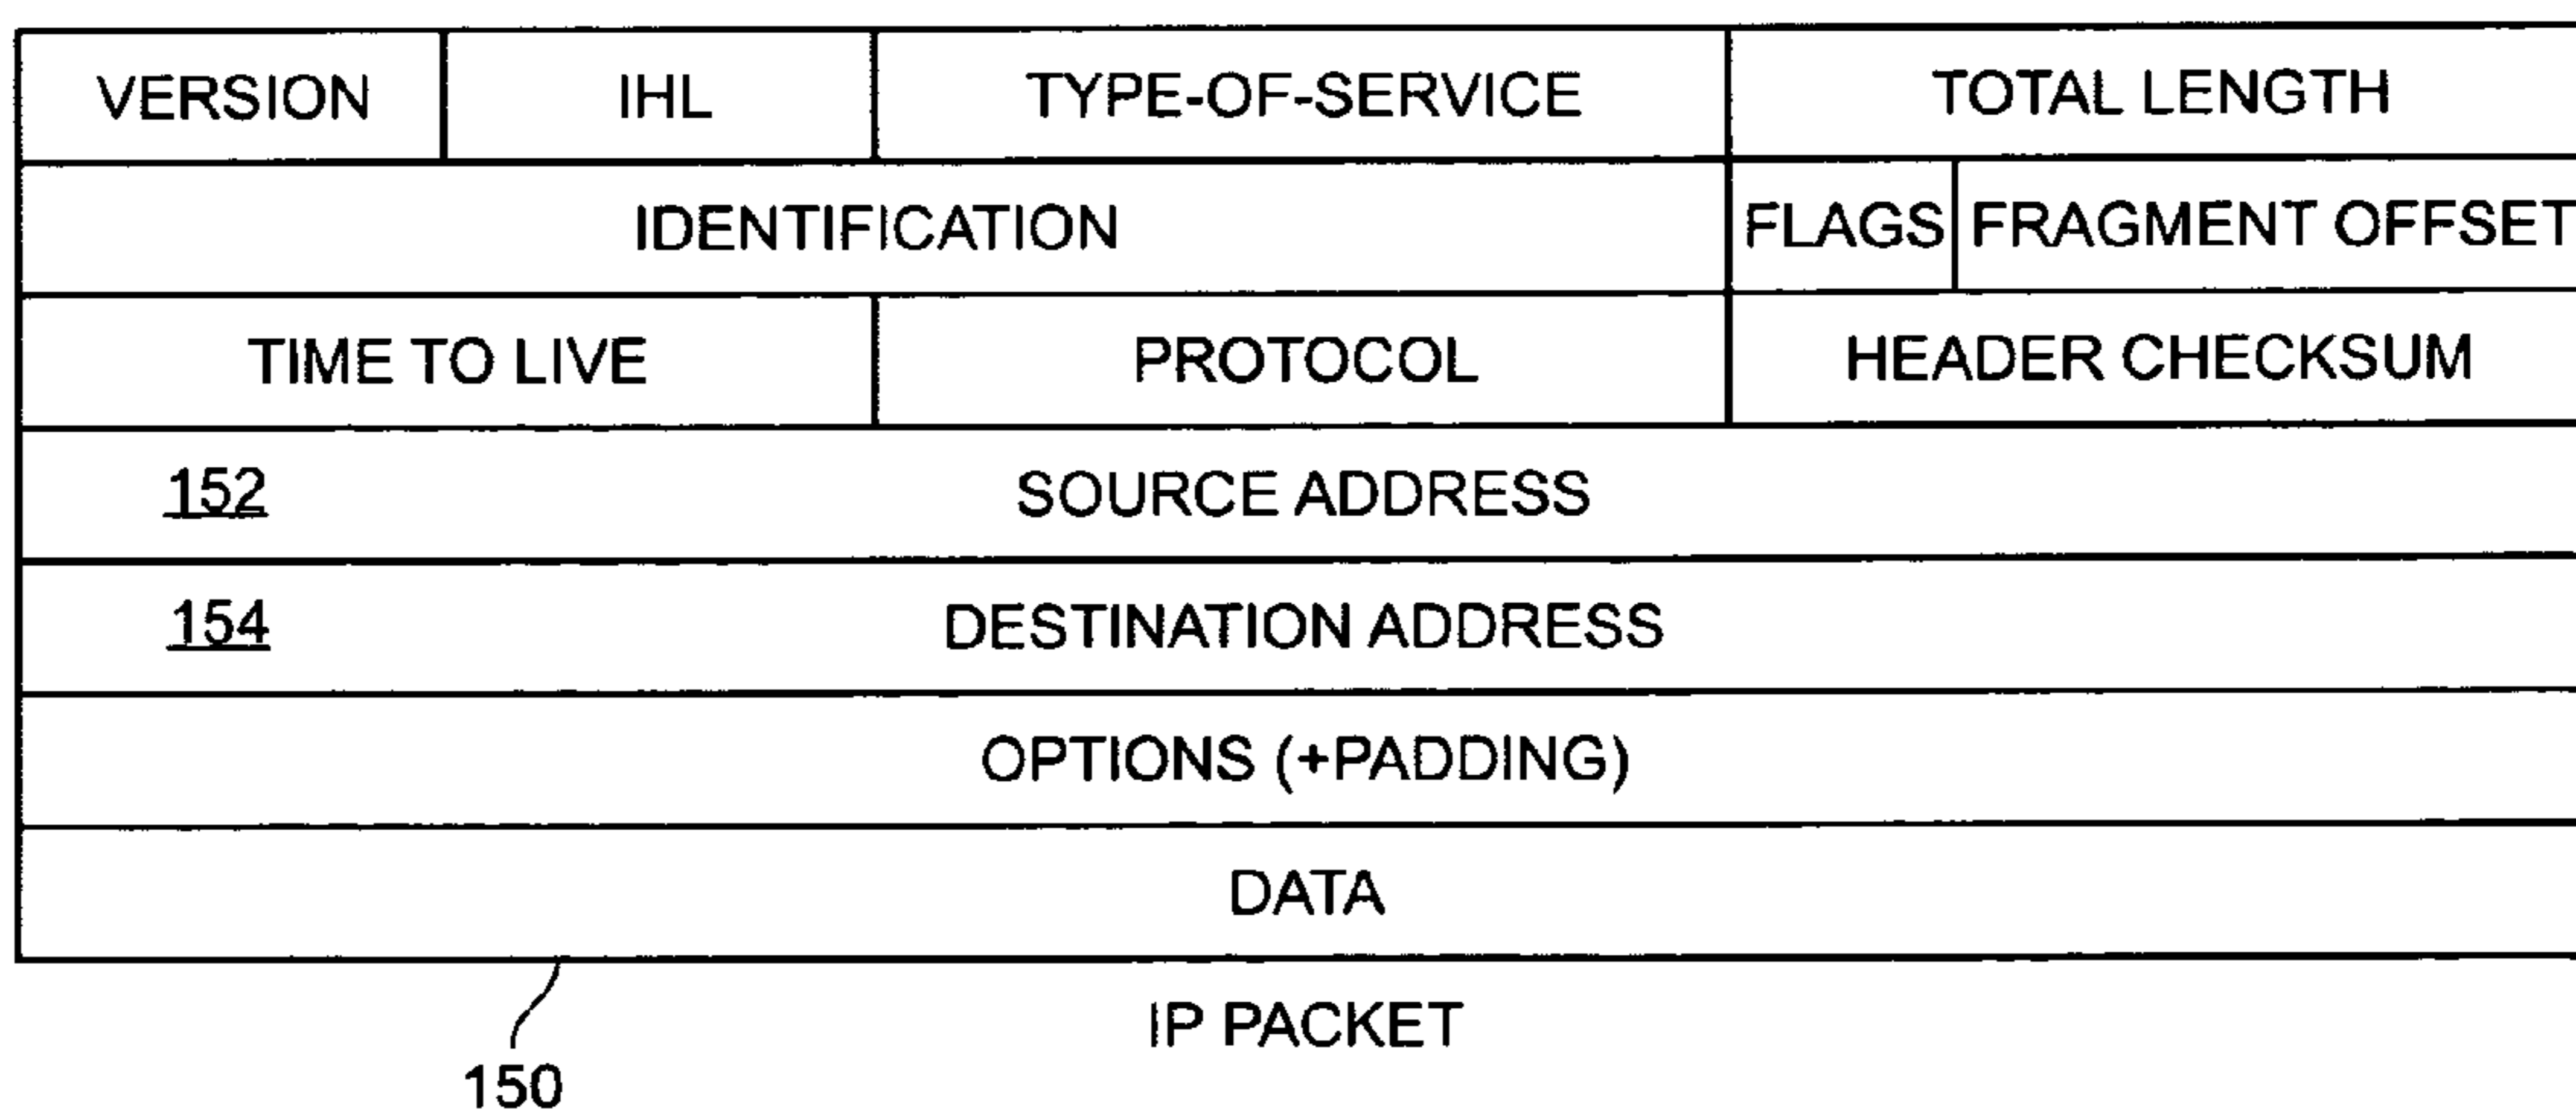 VERSION IHL TYPE-OF-SERVICE TOTAL LENGTH
IDENTIFICATION FLAGS FRAGMENT OFFSET
TIME TO LIVE PROTOCOL HEADER CHECKSUM
152 SOURCE ADDRESS
154 DESTINATION ADDRESS
OPTIONS (+PADDING)
DATA
IP PACKET
150